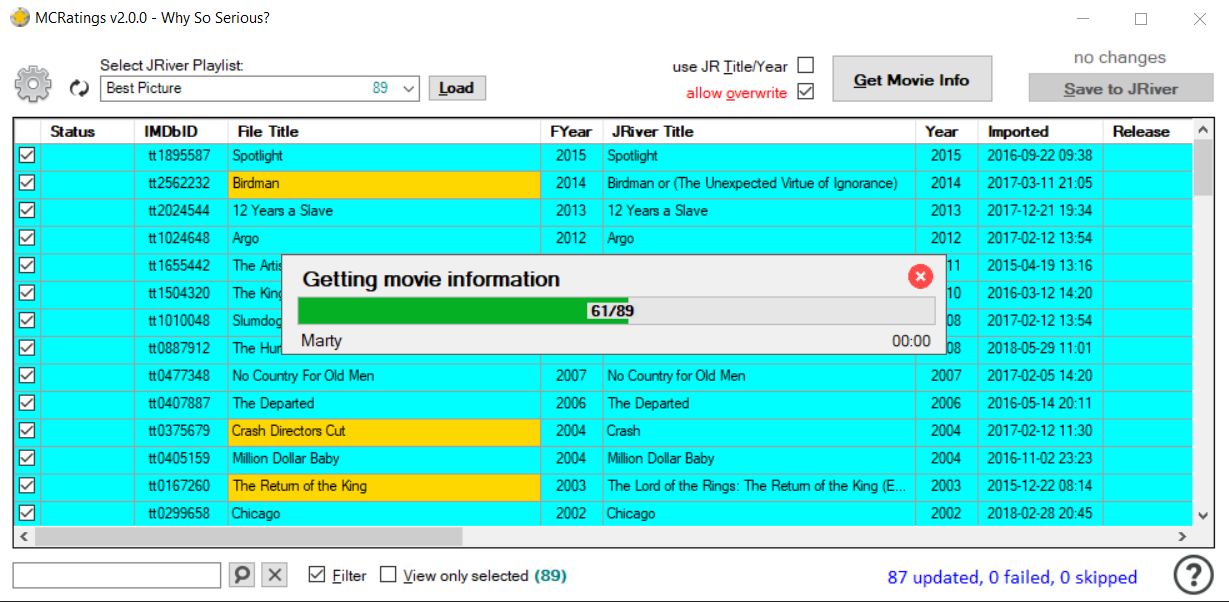 MCRatings v2.0.0 - Why So Serious?
Select JRiver Playlist:
Best Picture 89
Load
use JR Title/Year
allow overwrite
Get Movie Info
no changes
Save to JRiver
Status IMDbID File Title FYear JRiver Title Year Imported Release
tt1895587 Spotlight 2015 Spotlight 2015 2016-09-22 09:38
tt2562232 Birdman 2014 Birdman or (The Unexpected Virtue of Ignorance) 2014 2017-03-11 21:05
tt2024544 12 Years a Slave 2013 12 Years a Slave 2013 2017-12-21 19:34
tt1024648 Argo 2012 Argo 2012 2017-02-12 13:54
tt1655442 The Artis 11 2015-04-19 13:16
tt1504320 The King 10 2016-03-12 14:20
tt1010048 Slumdog 08 2017-02-12 13:54
tt0887912 The Hur 08 2018-05-29 11:01
Getting movie information
61/89
Marty 00:00
tt0477348 No Country For Old Men 2007 No Country for Old Men 2007 2017-02-05 14:20
tt0407887 The Departed 2006 The Departed 2006 2016-05-14 20:11
tt0375679 Crash Directors Cut 2004 Crash 2004 2017-02-12 11:30
tt0405159 Million Dollar Baby 2004 Million Dollar Baby 2004 2016-11-02 23:23
tt0167260 The Return of the King 2003 The Lord of the Rings: The Return of the King (E... 2003 2015-12-22 08:14
tt0299658 Chicago 2002 Chicago 2002 2018-02-28 20:45
Filter
View only selected (89)
87 updated, 0 failed, 0 skipped
?